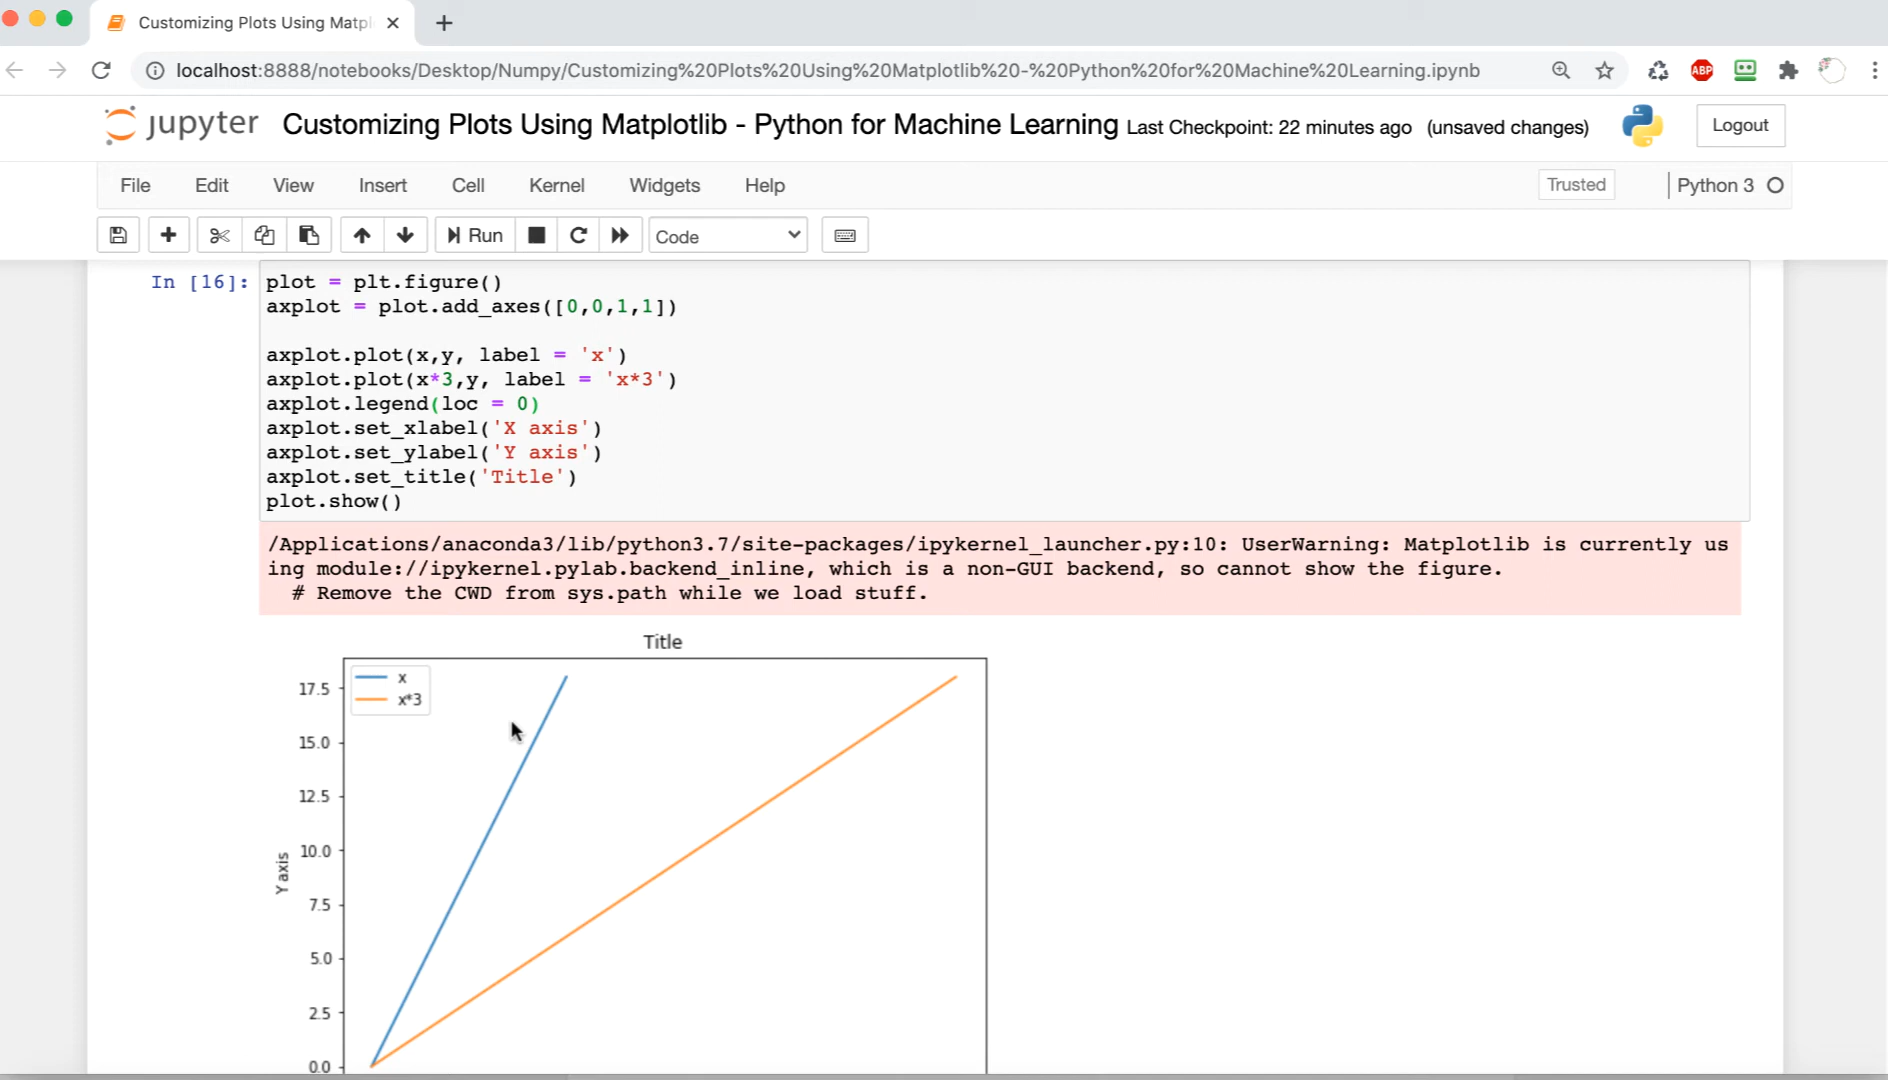 Customizing Plots Using Matpl
localhost:8888/notebooks/Desktop/Numpy/Customizing%20Plots%20Using%20Matplotlib%20-%20Python%20for%20Machine%20Learning.ipynb
ABP
jupyter Customizing Plots Using Matplotlib - Python for Machine Learning Last Checkpoint: 22 minutes ago (unsaved changes) Logout
File Edit View Insert Cell Kernel Widgets Help Trusted Python 3
Run Code
In [16]: plot = plt.figure()
axplot = plot.add_axes([0,0,1,1])
axplot.plot(x,y, label = 'x')
axplot.plot(x*3,y, label = 'x*3')
axplot.legend(loc = 0)
axplot.set_xlabel('X axis')
axplot.set_ylabel('Y axis')
axplot.set_title('Title')
plot.show()
/Applications/anaconda3/lib/python3.7/site-packages/ipykernel_launcher.py:10: UserWarning: Matplotlib is currently us
ing module://ipykernel.pylab.backend_inline, which is a non-GUI backend, so cannot show the figure.
# Remove the CWD from sys.path while we load stuff.
Title
x
x*3
17.5
15.0
12.5
10.0
Y axis
7.5
5.0
2.5
0.0